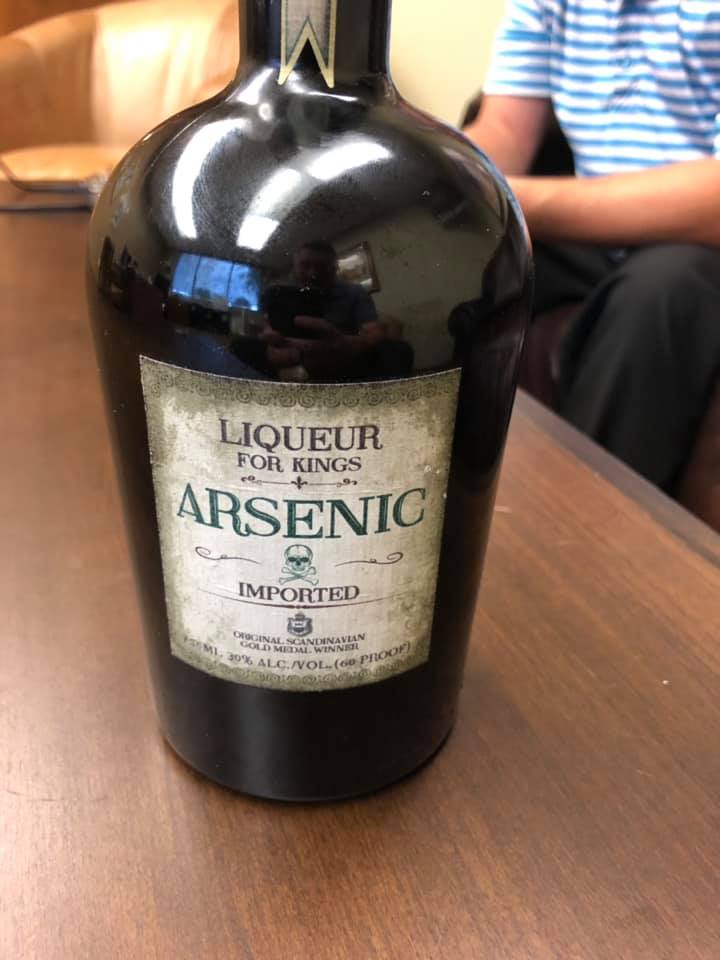 LIQUEUR
FOR KINGS
ARSENIC
IMPORTED
ORIGINAL SCANDINAVIAN
GOLD MEDAL WINNER
ML. 30% ALC./VOL. (60 PROOF)